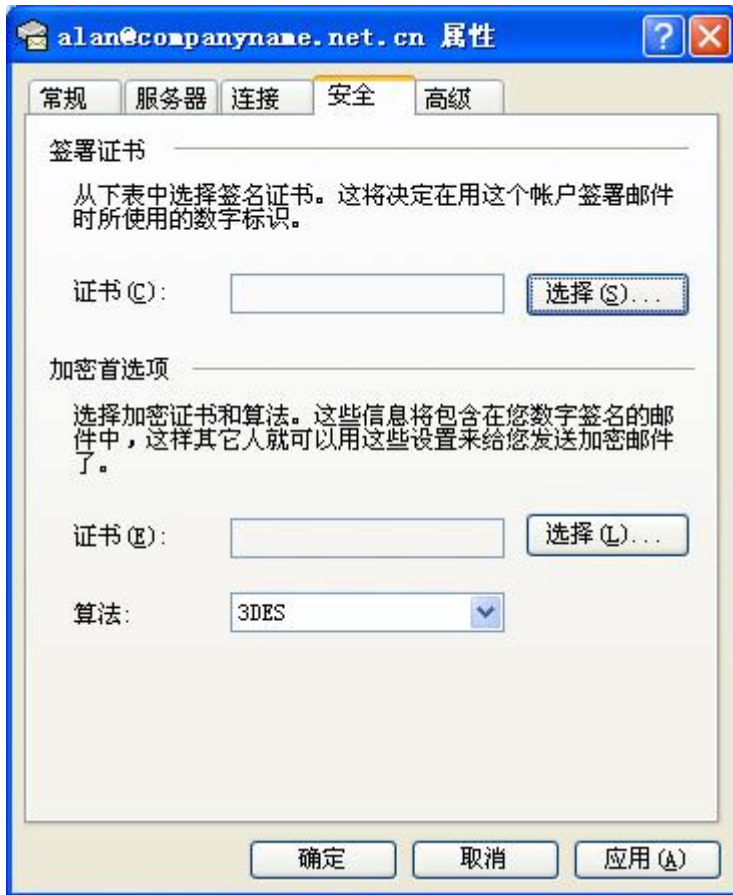 alan@companyname.net.cn 属性
常规 服务器 连接 安全 高级
签署证书
从下表中选择签名证书。这将决定在用这个帐户签署邮件
时所使用的数字标识。
证书(C): 选择(S)...
加密首选项
选择加密证书和算法。这些信息将包含在您数字签名的邮
件中，这样其它人就可以用这些设置来给您发送加密邮件
了。
证书(E): 选择(L)...
算法: 3DES
确定 取消 应用(A)